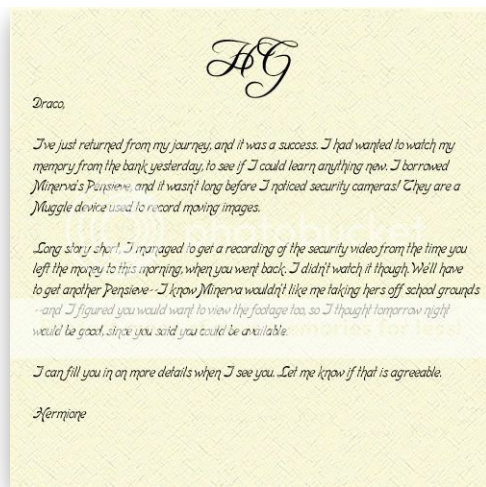 HG
Draco,
I've just returned from my journey, and it was a success. I had wanted to watch my
memory from the bank yesterday, to see if I could learn anything new. I borrowed
Minerva's Pensieve, and it wasn't long before I noticed security cameras! They are a
Muggle device used to record moving images.
Long story short, I managed to get a recording of the security video from the time you
left the money to this morning, when you went back. I didn't watch it though. We'll have
to get another Pensieve--I know Minerva wouldn't like me taking hers off school grounds
--and I figured you would want to view the footage too, so I thought tomorrow night
would be good, since you said you could be available.
I can fill you in on more details when I see you. Let me know if that is agreeable.
Hermione